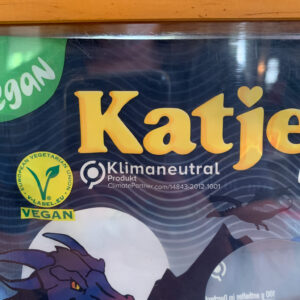 egan
Katje
Klimaneutral
Produkt
ClimatePartner.com/14843-2012-1001
EUROPEAN VEGETARIAN UNION
V-LABEL.EU
VEGAN